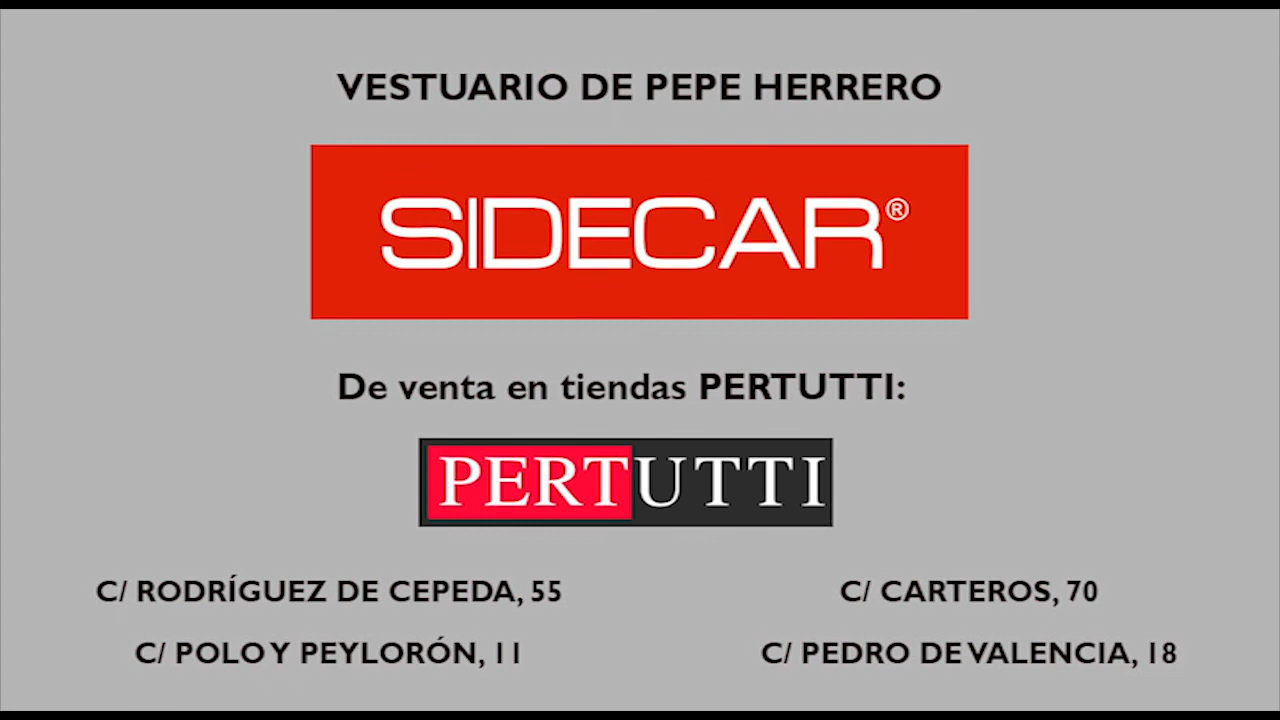 VESTUARIO DE PEPE HERRERO
SIDECAR®
De venta en tiendas PERTUTTI:
PERTUTTI
C/ RODRÍGUEZ DE CEPEDA, 55
C/ CARTEROS, 70
C/ POLO Y PEYLORÓN, 11
C/ PEDRO DE VALENCIA, 18